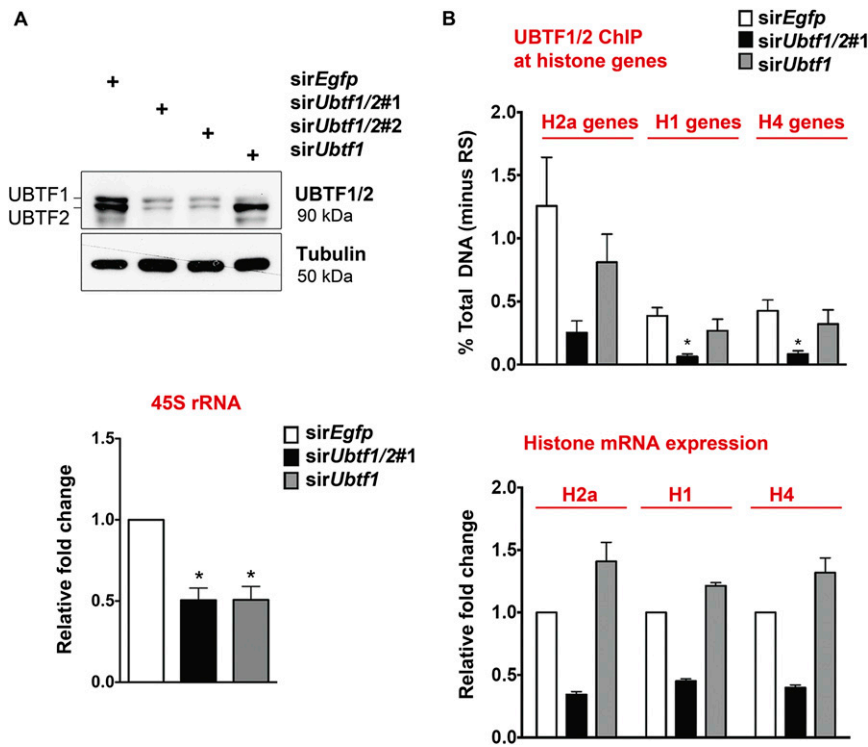 A
+ sirEgfp
+ sirUbtf1/2#1
+ sirUbtf1/2#2
+ sirUbtf1
UBTF1
UBTF2
UBTF1/2
90 kDa
Tubulin
50 kDa
45S rRNA
sirEgfp
sirUbtf1/2#1
sirUbtf1
Relative fold change
1.5
1.0
0.5
0.0
* *
B
UBTF1/2 ChIP
at histone genes
sirEgfp
sirUbtf1/2#1
sirUbtf1
% Total DNA (minus RS)
2.0
1.5
1.0
0.5
0.0
H2a genes H1 genes H4 genes
* *
Histone mRNA expression
Relative fold change
2.0
1.5
1.0
0.5
0.0
H2a H1 H4